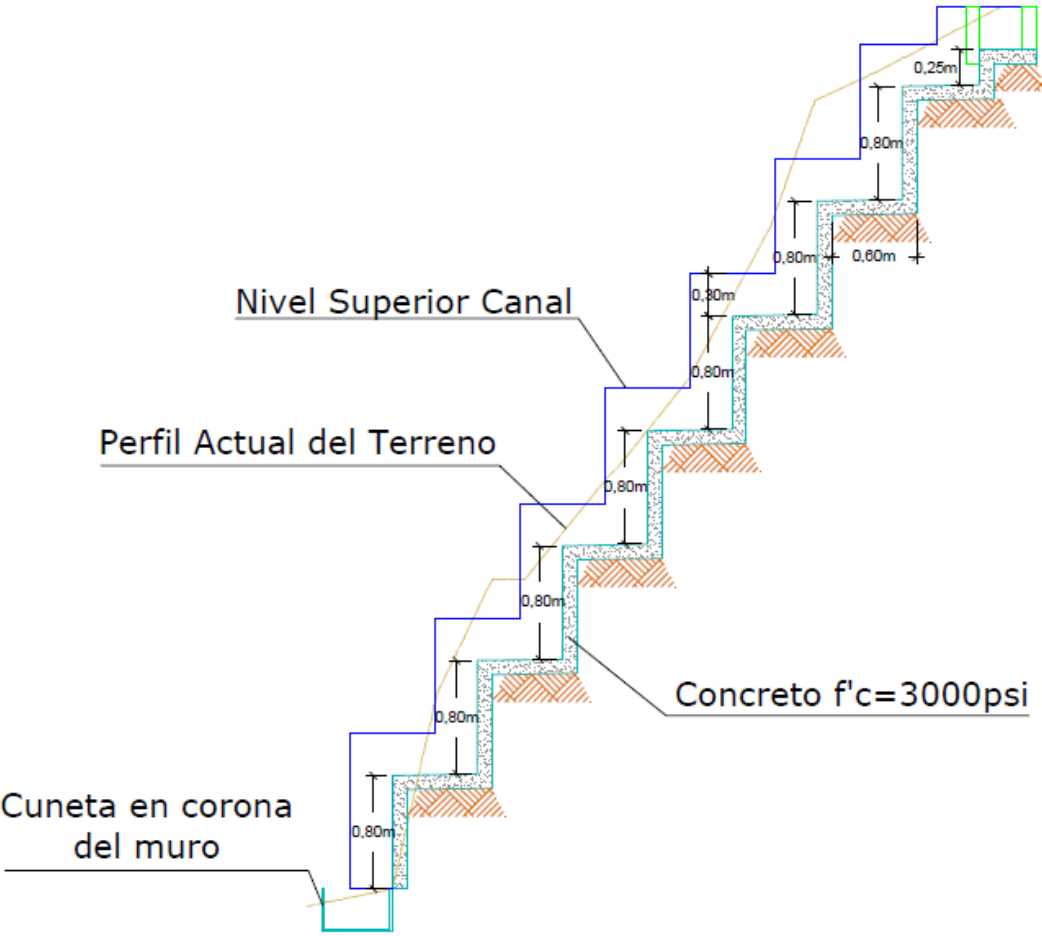 0,25m
0,80m
0,80m
0,60m
0,30m
Nivel Superior Canal
0,80m
Perfil Actual del Terreno
0,80m
0,80m
Concreto f'c=3000psi
0,80m
Cuneta en corona
del muro
0,80m